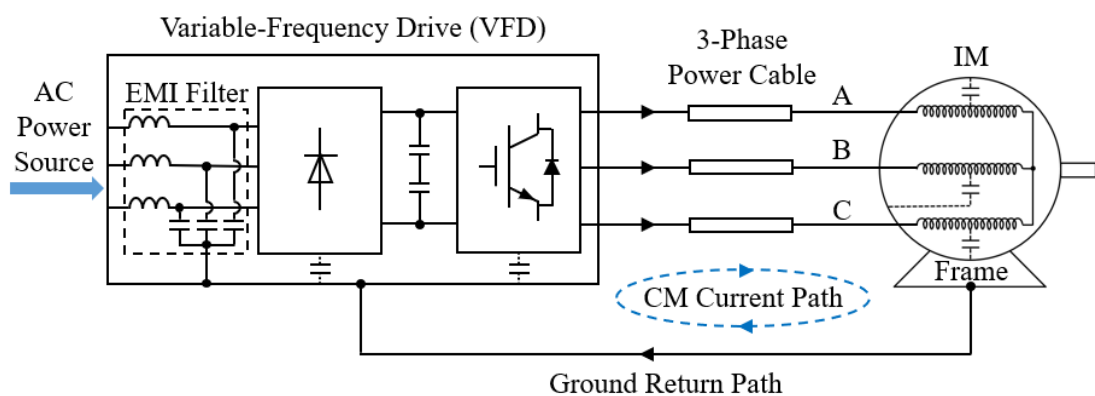 Variable-Frequency Drive (VFD)
AC
Power
Source
EMI Filter
3-Phase
Power Cable
A
B
C
IM
Frame
CM Current Path
Ground Return Path